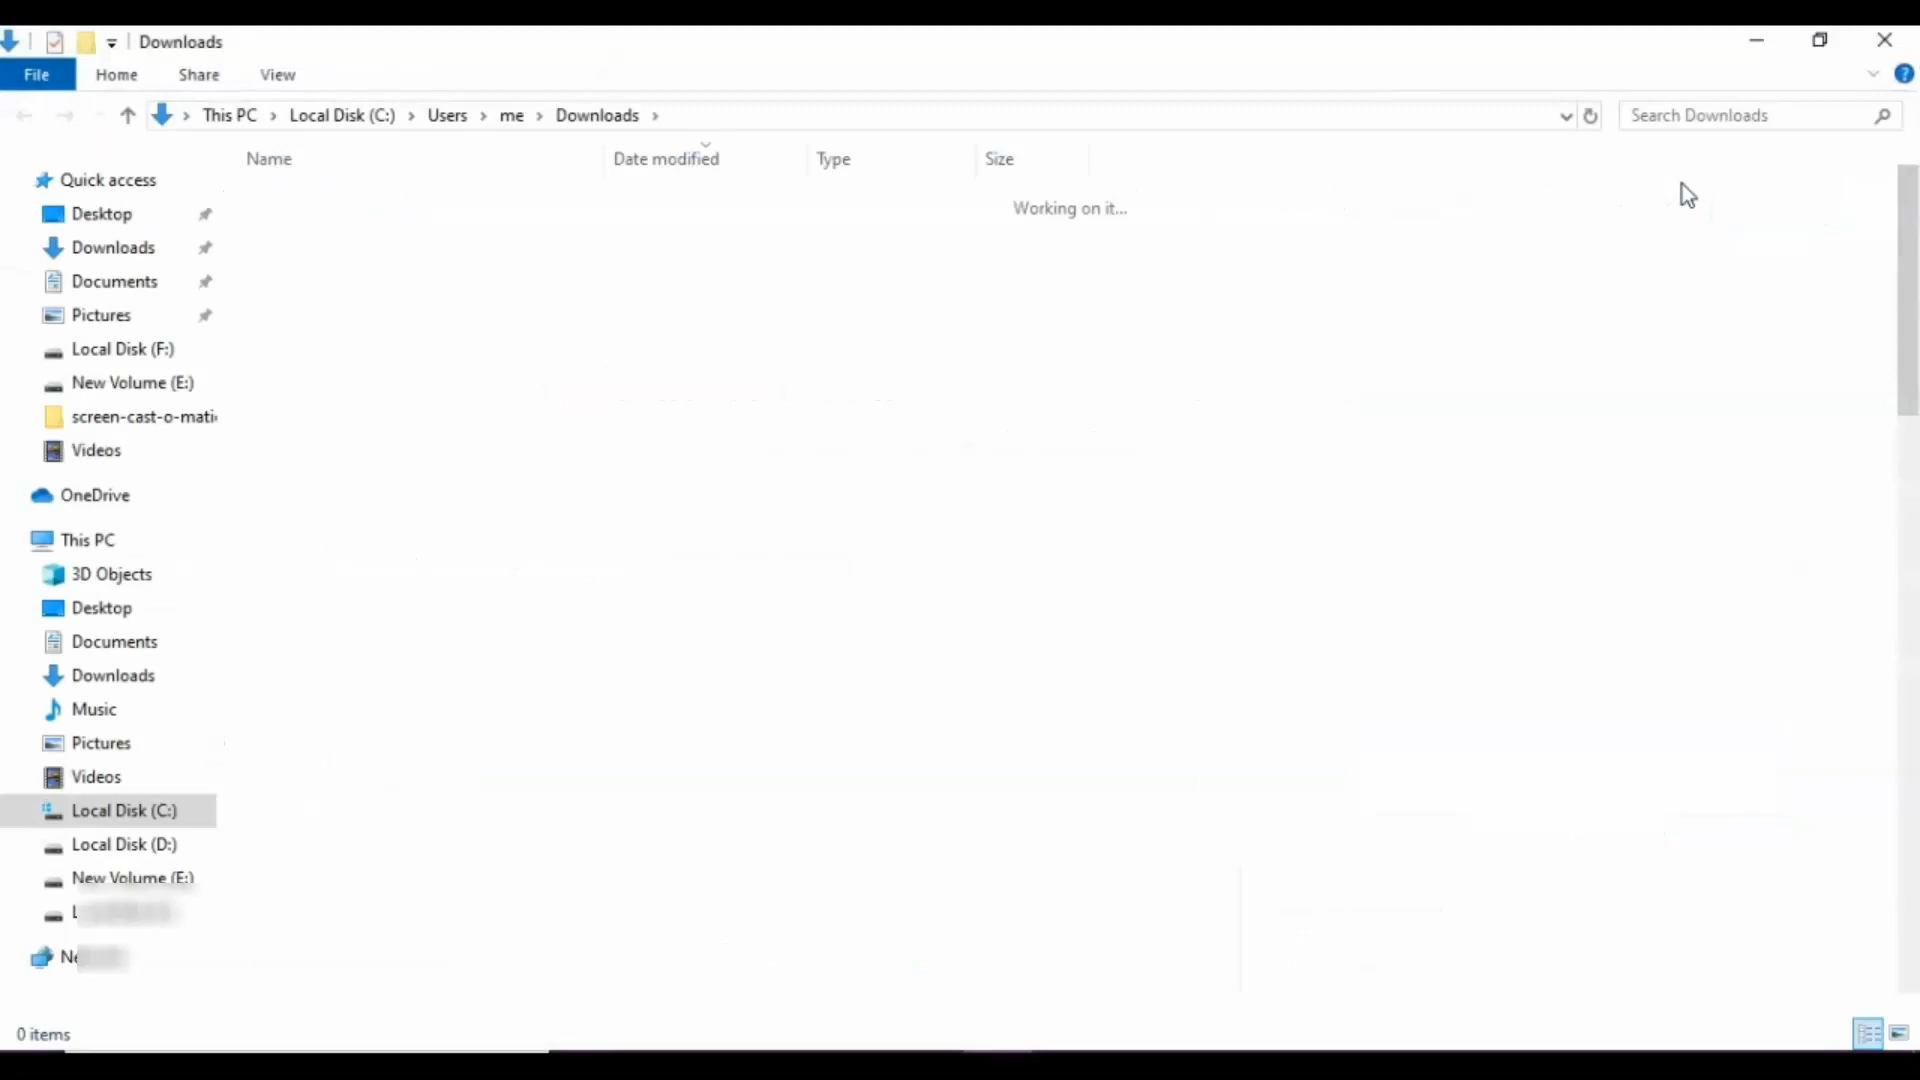 Downloads
File Home Share View
This PC Local Disk (C:) Users me Downloads
Search Downloads
Name Date modified Type Size
Working on it...
Quick access
Desktop
Downloads
Documents
Pictures
Local Disk (F:)
New Volume (E:)
screen-cast-o-mati
Videos
OneDrive
This PC
3D Objects
Desktop
Documents
Downloads
Music
Pictures
Videos
Local Disk (C:)
Local Disk (D:)
New Volume (E:)
0 items